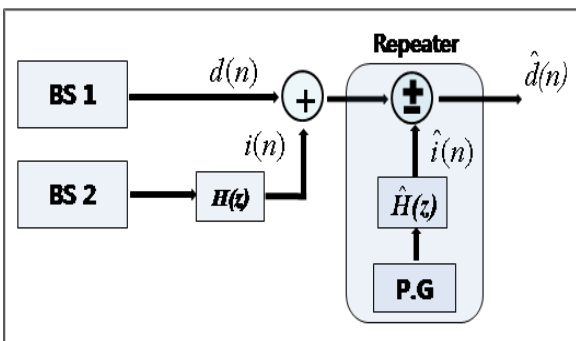 Repeater
BS 1
d(n)
+
±
d̂(n)
i(n)
î(n)
BS 2
H(z)
Ĥ(z)
P.G